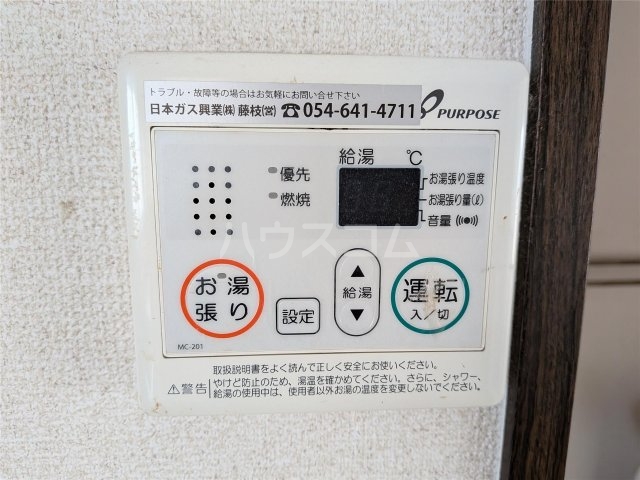 トラブル・故障等の場合はお気軽にお問い合せ下さい
日本ガス興業㈱ 藤枝㈲ ☎054-641-4711
PURPOSE
給湯 ℃
優先
燃焼
お湯張り温度
お湯張り量(ℓ)
音量
ハウスコム
お湯張り
設定
▲
給湯
▼
運転
入/切
MC-201
取扱説明書をよく読んで正しく安全にお使いください。
⚠警告
やけど防止のため、湯温を確かめてください。さらに、シャワー、
給湯の使用中は、使用者以外お湯の温度を変更しないでください。